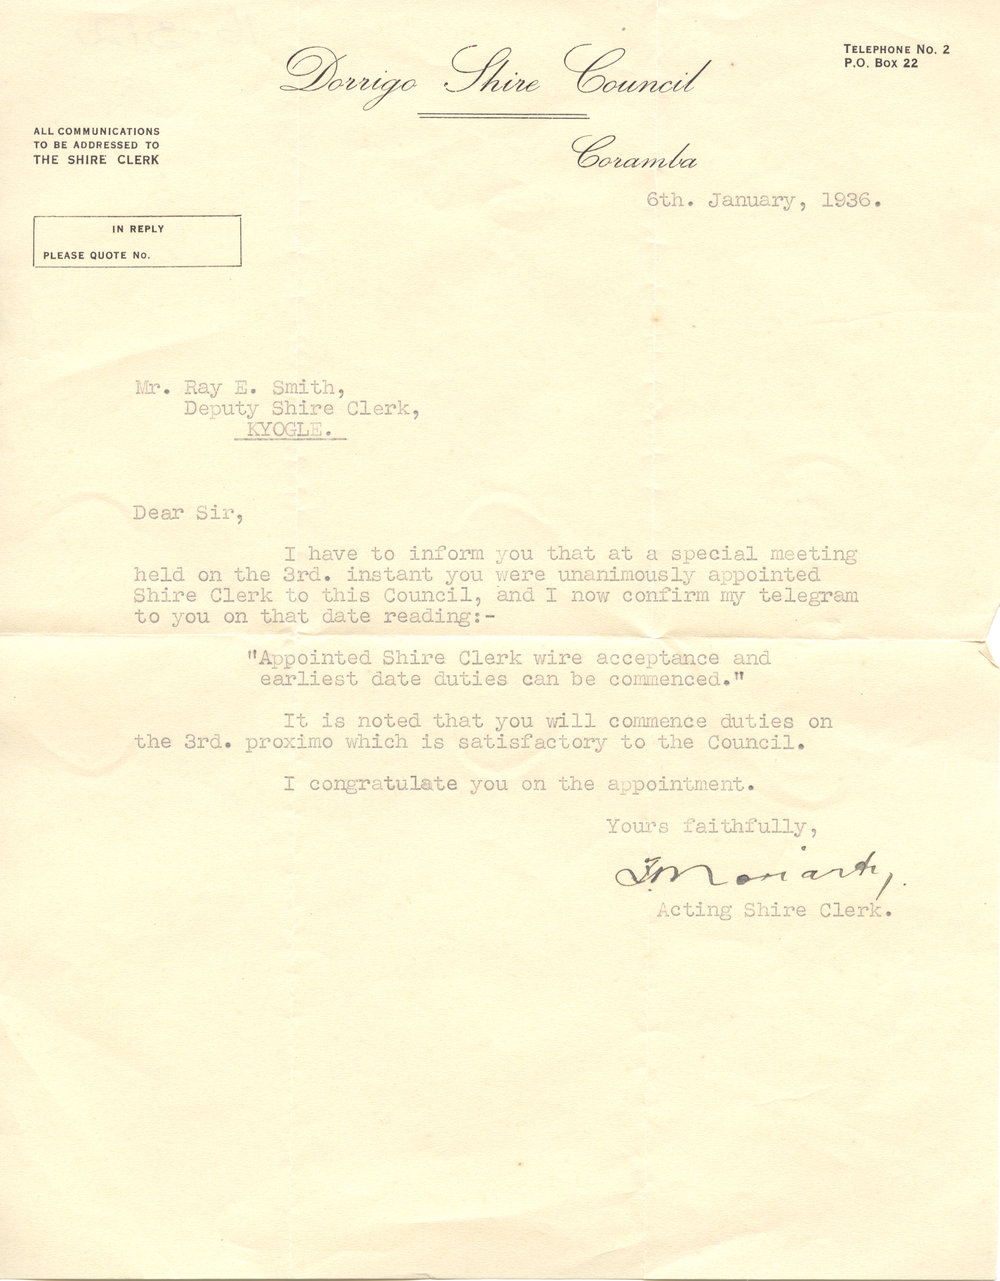 Dorrigo Shire Council
TELEPHONE NO. 2
P.O. BOX 22
ALL COMMUNICATIONS
TO BE ADDRESSED TO
THE SHIRE CLERK
Coramba
6th. January, 1936.
IN REPLY
PLEASE QUOTE NO.
Mr. Ray E. Smith,
Deputy Shire Clerk,
KYOGLE.
Dear Sir,
I have to inform you that at a special meeting
held on the 3rd. instant you were unanimously appointed
Shire Clerk to this Council, and I now confirm my telegram
to you on that date reading:-
"Appointed Shire Clerk wire acceptance and
earliest date duties can be commenced."
It is noted that you will commence duties on
the 3rd. proximo which is satisfactory to the Council.
I congratulate you on the appointment.
Yours faithfully,
Moriarty.
Acting Shire Clerk.